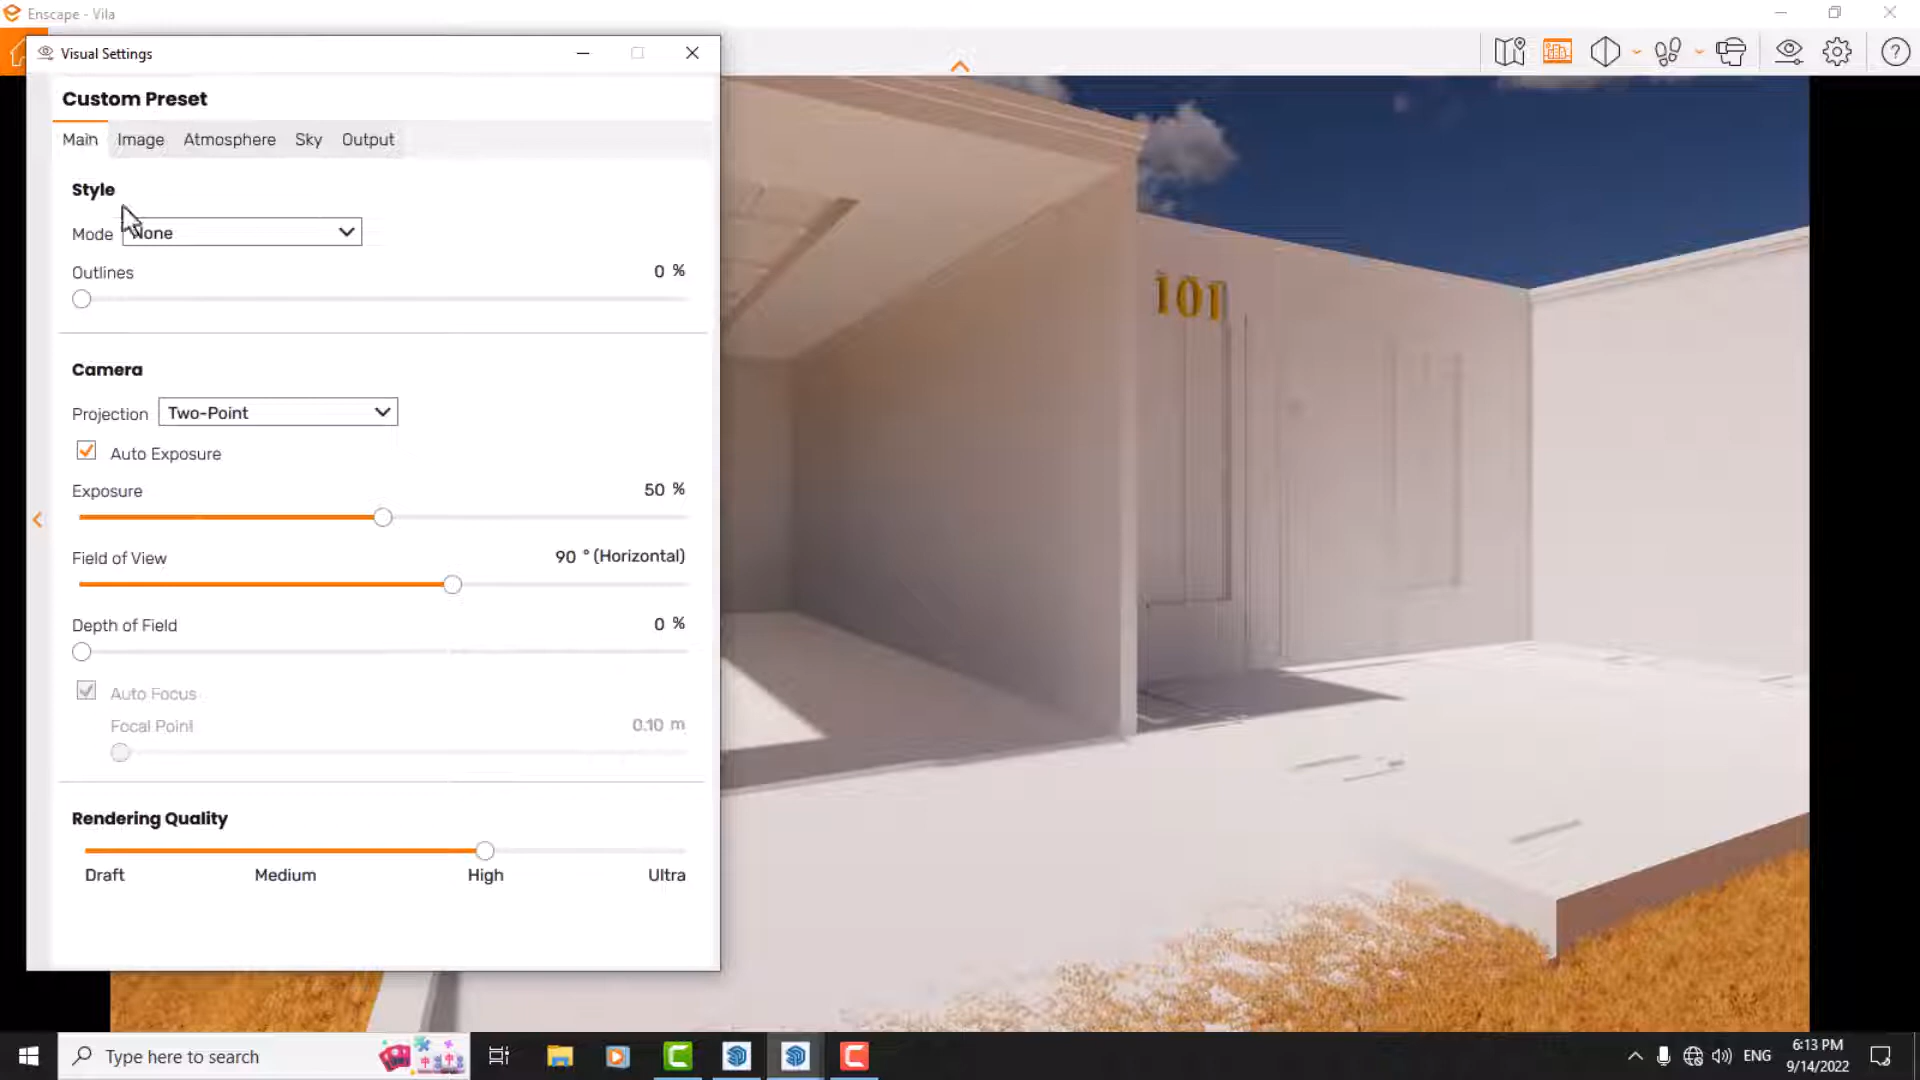 Enscape - Vila
Visual Settings
Custom Preset
Main Image Atmosphere Sky Output
Style
Mode None
Outlines 0 %
Camera
Projection Two-Point
Auto Exposure
Exposure 50 %
Field of View 90 ° (Horizontal)
Depth of Field 0 %
Auto Focus
Focal Point 0.10 m
Rendering Quality
Draft Medium High Ultra
101
Type here to search
ENG
6:13 PM
9/14/2022